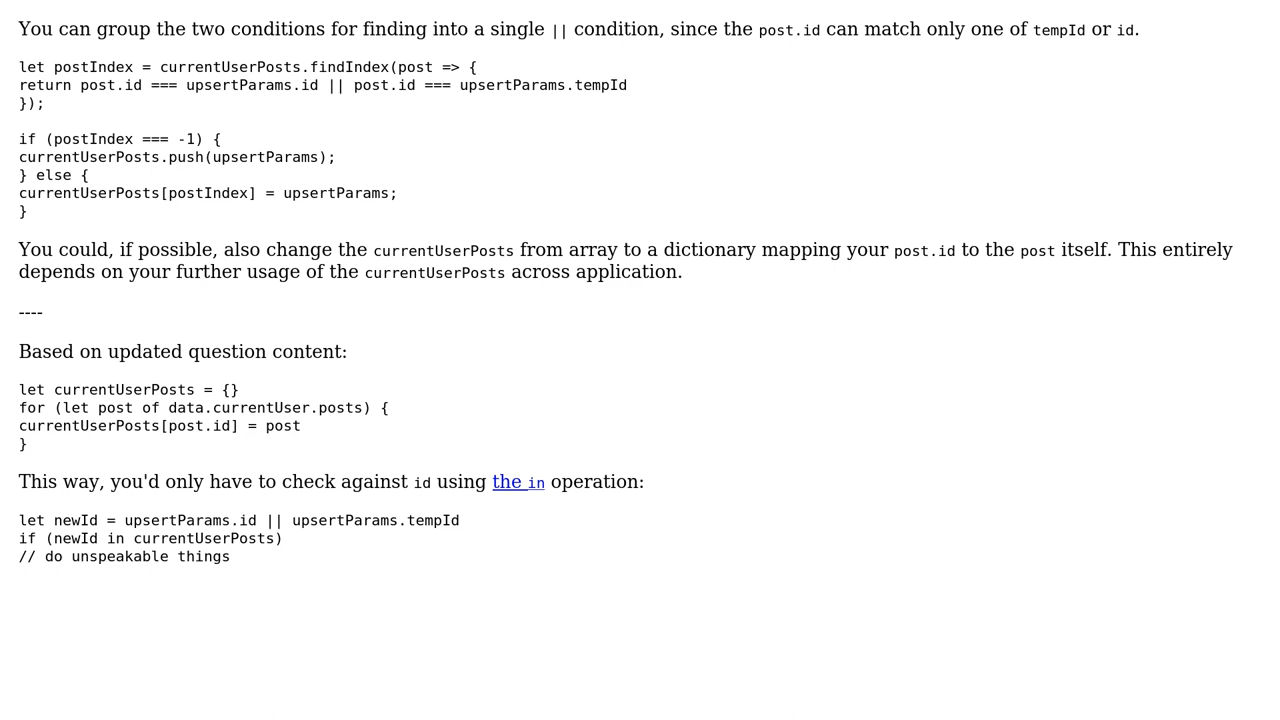 You can group the two conditions for finding into a single || condition, since the post.id can match only one of tempId or id.
let postIndex = currentUserPosts.findIndex(post => {
return post.id === upsertParams.id || post.id === upsertParams.tempId
});
if (postIndex === -1) {
currentUserPosts.push(upsertParams);
} else {
currentUserPosts[postIndex] = upsertParams;
}
You could, if possible, also change the currentUserPosts from array to a dictionary mapping your post.id to the post itself. This entirely
depends on your further usage of the currentUserPosts across application.
----
Based on updated question content:
let currentUserPosts = {}
for (let post of data.currentUser.posts) {
currentUserPosts[post.id] = post
}
This way, you'd only have to check against id using the in operation:
let newId = upsertParams.id || upsertParams.tempId
if (newId in currentUserPosts)
// do unspeakable things